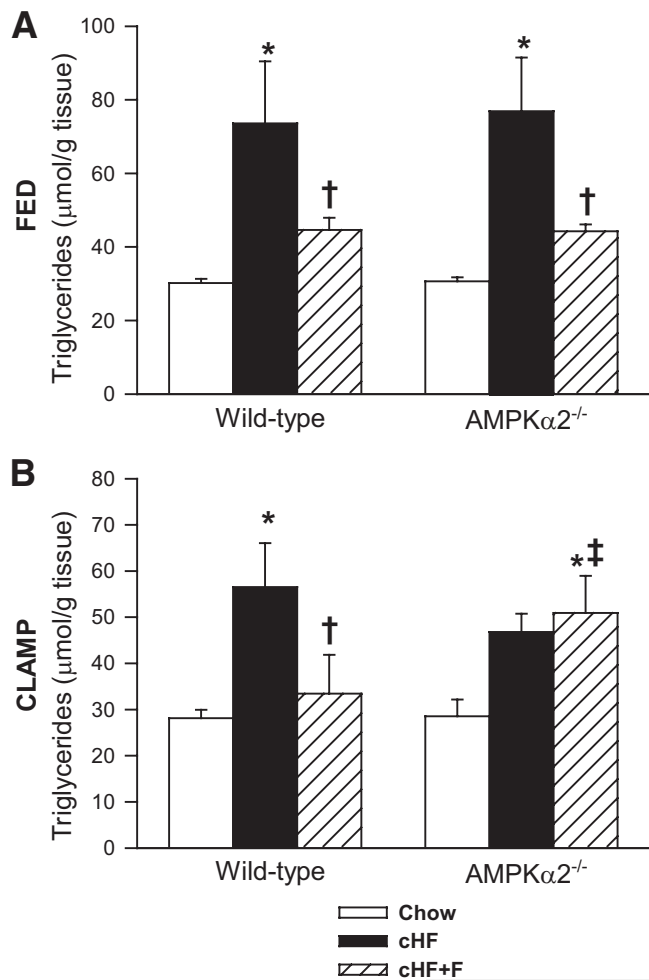 A
FED
Triglycerides (μmol/g tissue)
100
80
60
40
20
0
*
†
*
†
Wild-type
AMPKα2-/-
B
CLAMP
Triglycerides (μmol/g tissue)
80
70
60
50
40
30
20
10
0
*
†
*‡
Wild-type
AMPKα2-/-
Chow
cHF
cHF+F